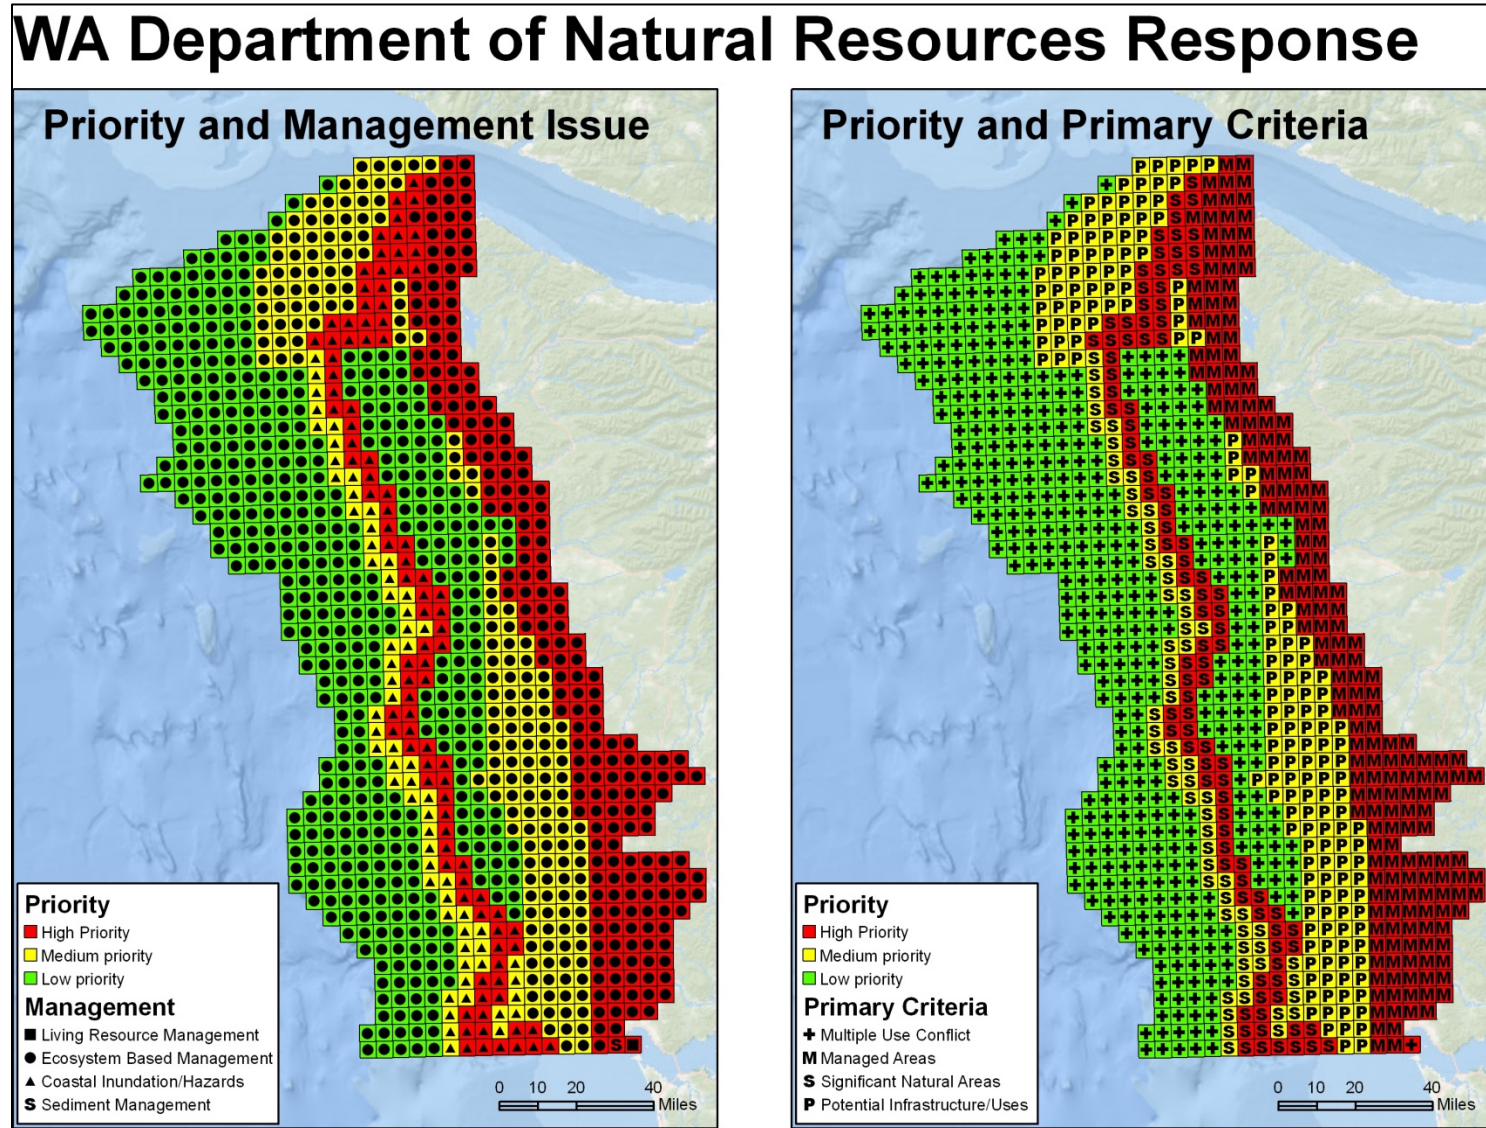 WA Department of Natural Resources Response
Priority and Management Issue
Priority
High Priority
Medium priority
Low priority
Management
Living Resource Management
Ecosystem Based Management
Coastal Inundation/Hazards
S Sediment Management
0 10 20 40
Miles
Priority and Primary Criteria
Priority
High Priority
Medium priority
Low priority
Primary Criteria
Multiple Use Conflict
M Managed Areas
S Significant Natural Areas
P Potential Infrastructure/Uses
0 10 20 40
Miles